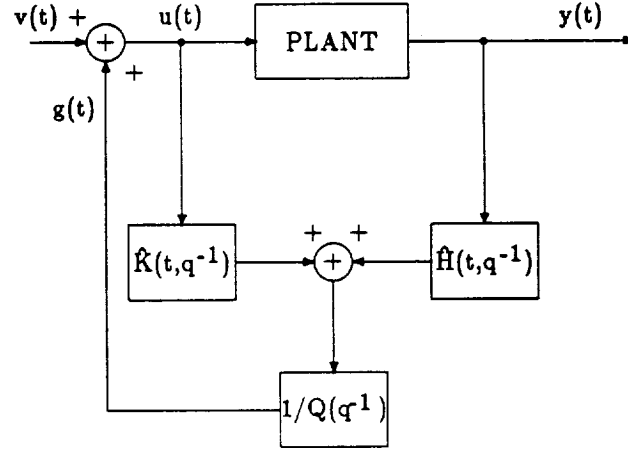 v(t) + u(t) y(t)
+ PLANT
+
g(t)
+ +
K̂(t,q⁻¹) + Ĥ(t,q⁻¹)
1/Q(q⁻¹)